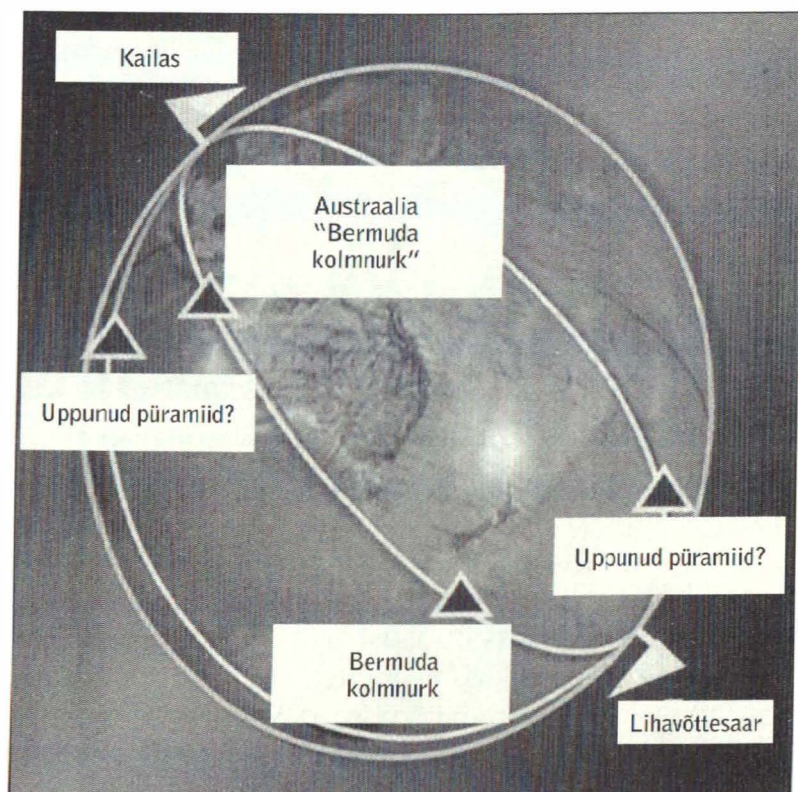 Kailas
Austraalia
"Bermuda
kolmnurk"
Uppunud püramiid?
Uppunud püramiid?
Bermuda
kolmnurk
Lihavõttesaar